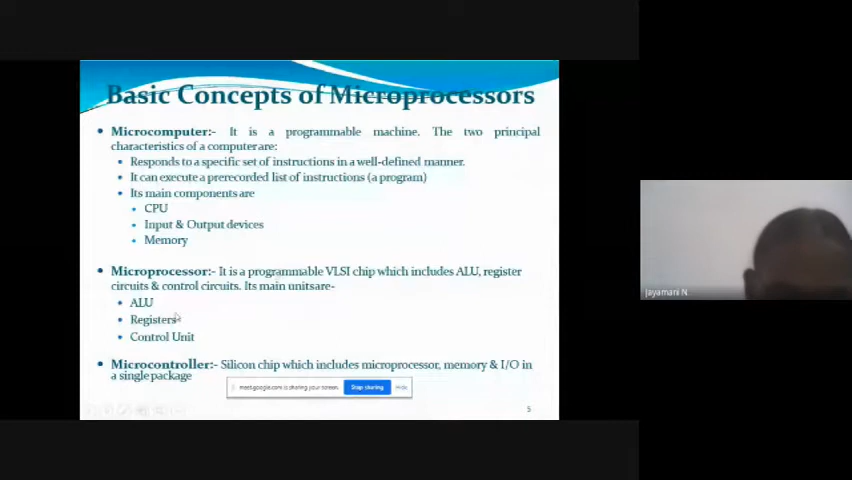 Basic Concepts of Microprocessors
• Microcomputer:- It is a programmable machine. The two principal
characteristics of a computer are:
• Responds to a specific set of instructions in a well-defined manner.
• It can execute a prerecorded list of instructions (a program)
• Its main components are
• CPU
• Input & Output devices
• Memory
• Microprocessor:- It is a programmable VLSI chip which includes ALU, register
circuits & control circuits. Its main units are-
• ALU
• Registers
• Control Unit
• Microcontroller:- Silicon chip which includes microprocessor, memory & I/O in
a single package
meet.google.com is sharing your screen. Stop sharing Hide
5
Jayamani N